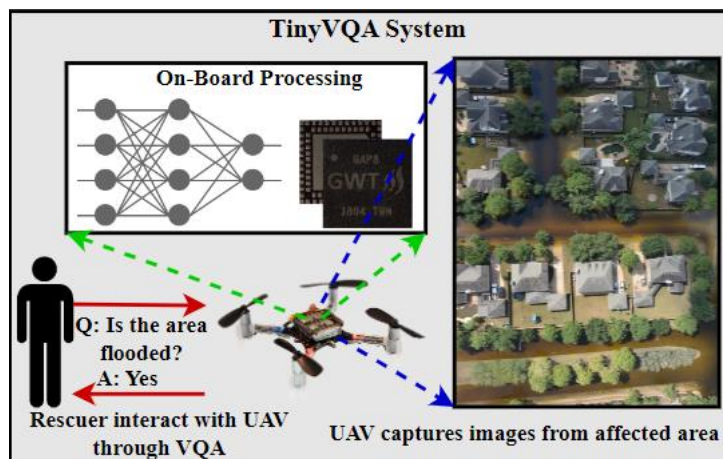 TinyVQA System
On-Board Processing
GAP8
GWT
Q: Is the area
flooded?
A: Yes
Rescuer interact with UAV
through VQA
UAV captures images from affected area